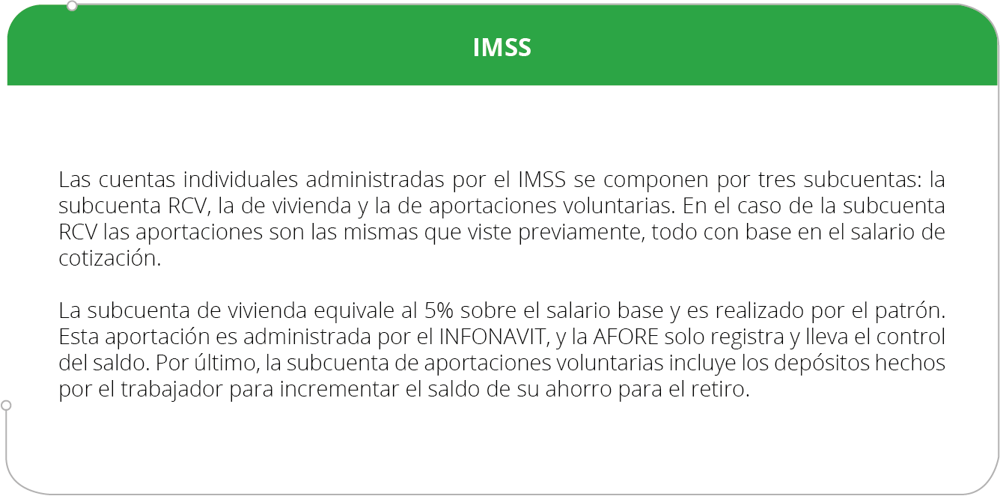 IMSS
Las cuentas individuales administradas por el IMSS se componen por tres subcuentas: la
subcuenta RCV, la de vivienda y la de aportaciones voluntarias. En el caso de la subcuenta
RCV las aportaciones son las mismas que viste previamente, todo con base en el salario de
cotización.
La subcuenta de vivienda equivale al 5% sobre el salario base y es realizado por el patrón.
Esta aportación es administrada por el INFONAVIT, y la AFORE solo registra y lleva el control
del saldo. Por último, la subcuenta de aportaciones voluntarias incluye los depósitos hechos
por el trabajador para incrementar el saldo de su ahorro para el retiro.